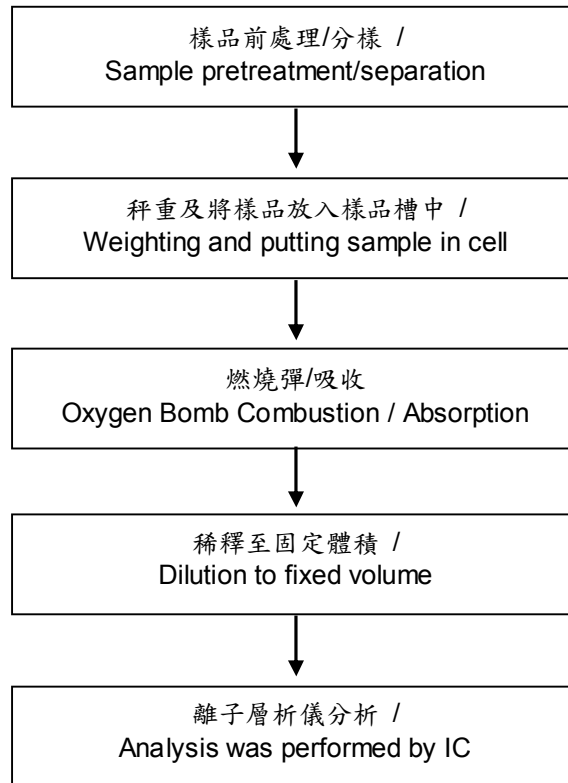 樣品前處理/分樣 /
Sample pretreatment/separation
秤重及將樣品放入樣品槽中 /
Weighting and putting sample in cell
燃燒彈/吸收
Oxygen Bomb Combustion / Absorption
稀釋至固定體積 /
Dilution to fixed volume
離子層析儀分析 /
Analysis was performed by IC